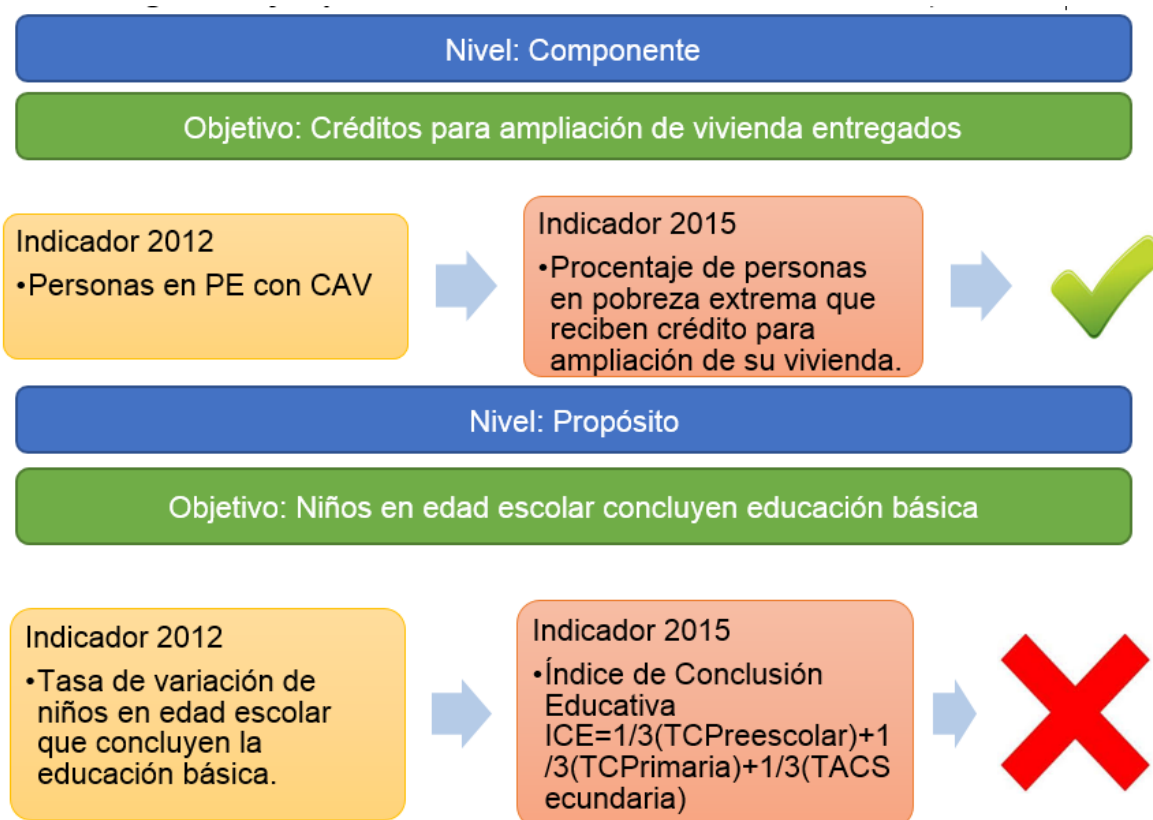 Nivel: Componente
Objetivo: Créditos para ampliación de vivienda entregados
Indicador 2012
•Personas en PE con CAV
Indicador 2015
•Procentaje de personas
en pobreza extrema que
reciben crédito para
ampliación de su vivienda.
Nivel: Propósito
Objetivo: Niños en edad escolar concluyen educación básica
Indicador 2012
•Tasa de variación de
niños en edad escolar
que concluyen la
educación básica.
Indicador 2015
•Índice de Conclusión
Educativa
ICE=1/3(TCPreescolar)+1
/3(TCPrimaria)+1/3(TACS
ecundaria)